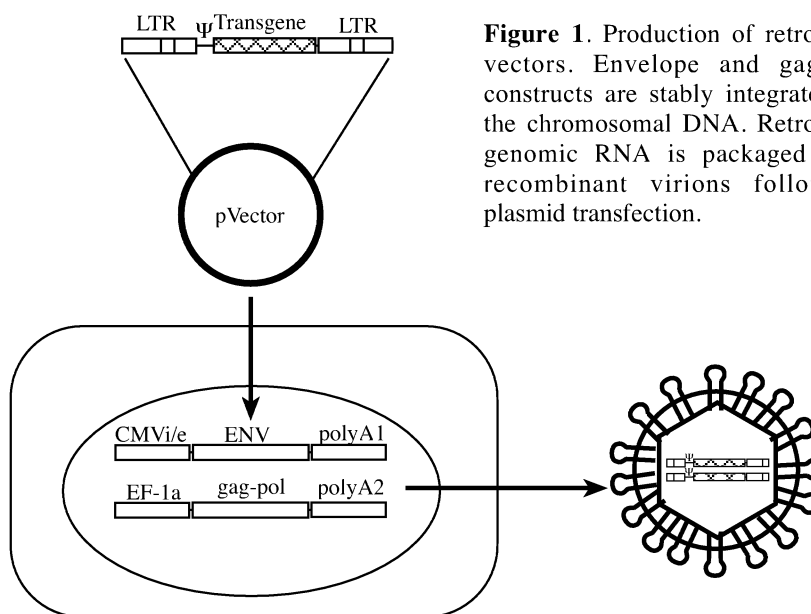 LTR Ψ Transgene LTR
Figure 1. Production of retro
vectors. Envelope and gag
constructs are stably integrate
the chromosomal DNA. Retro
genomic RNA is packaged
recombinant virions follo
plasmid transfection.
pVector
CMVi/e ENV polyA1
EF-1a gag-pol polyA2
Ψ
Ψ